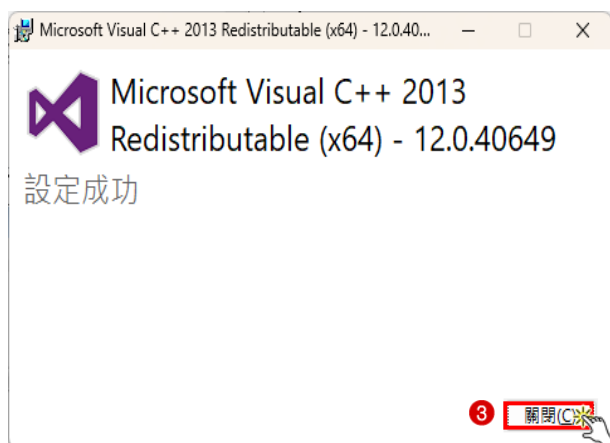 Microsoft Visual C++ 2013 Redistributable (x64) - 12.0.40...
Microsoft Visual C++ 2013
Redistributable (x64) - 12.0.40649
設定成功
3 關閉(C)